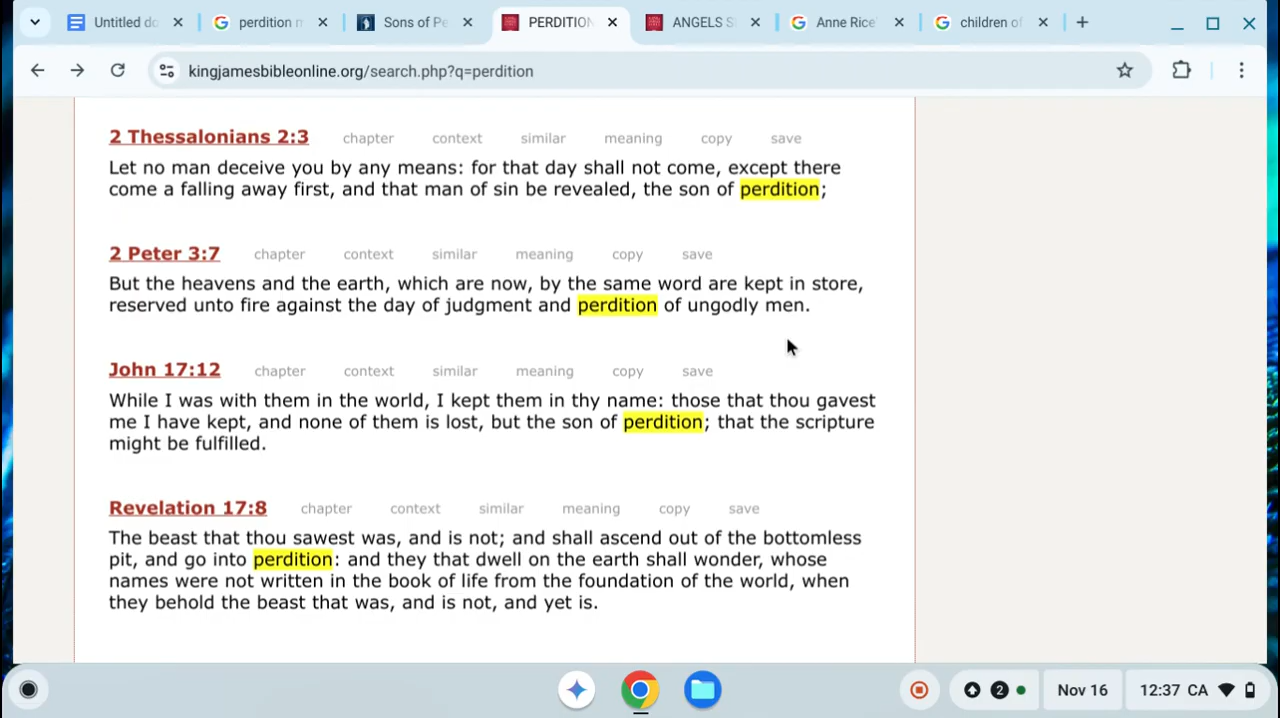 Untitled do
perdition m
Sons of Pe
PERDITION
ANGELS S
Anne Rice'
children of
kingjamesbibleonline.org/search.php?q=perdition
2 Thessalonians 2:3 chapter context similar meaning copy save
Let no man deceive you by any means: for that day shall not come, except there
come a falling away first, and that man of sin be revealed, the son of perdition;
2 Peter 3:7 chapter context similar meaning copy save
But the heavens and the earth, which are now, by the same word are kept in store,
reserved unto fire against the day of judgment and perdition of ungodly men.
John 17:12 chapter context similar meaning copy save
While I was with them in the world, I kept them in thy name: those that thou gavest
me I have kept, and none of them is lost, but the son of perdition; that the scripture
might be fulfilled.
Revelation 17:8 chapter context similar meaning copy save
The beast that thou sawest was, and is not; and shall ascend out of the bottomless
pit, and go into perdition: and they that dwell on the earth shall wonder, whose
names were not written in the book of life from the foundation of the world, when
they behold the beast that was, and is not, and yet is.
2
Nov 16
12:37 CA